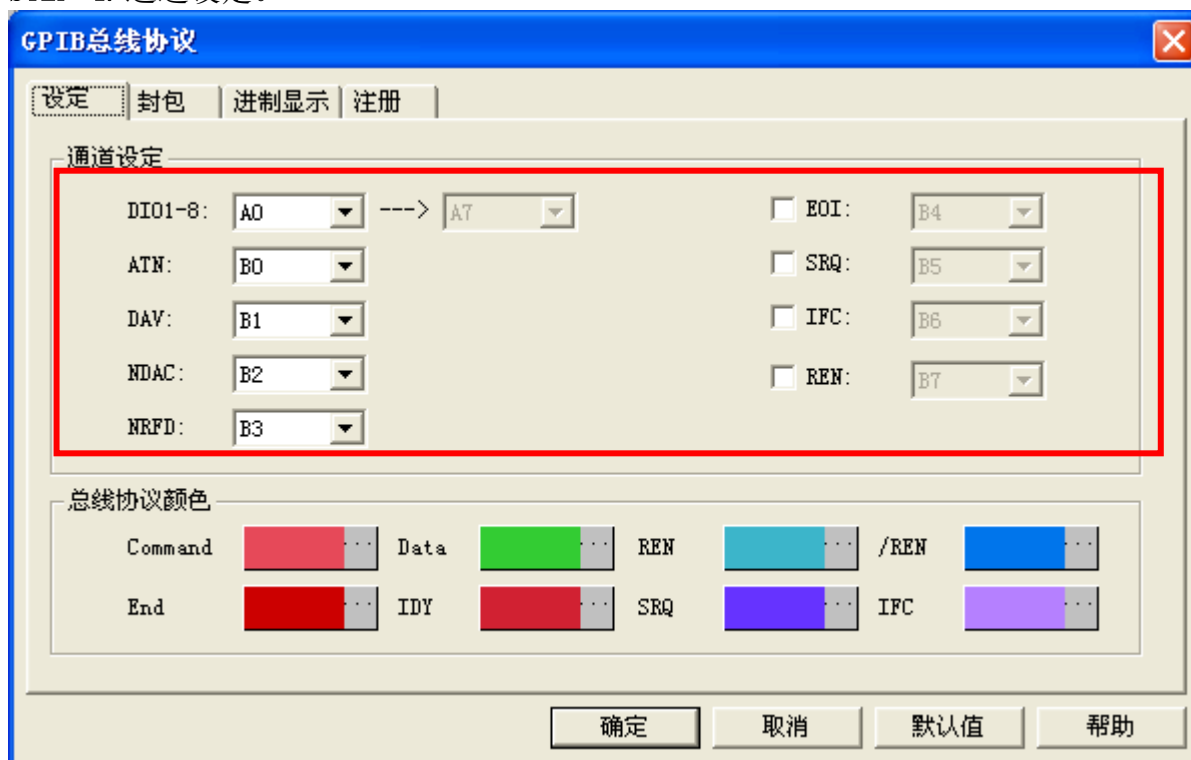 GPIB总线协议
设定 封包 进制显示 注册
通道设定
DIO1-8: A0 ---> A7 EOI: B4
ATN: B0 SRQ: B5
DAV: B1 IFC: B6
NDAC: B2 REN: B7
NRFD: B3
总线协议颜色
Command ... Data ... REN ... /REN ...
End ... IDY ... SRQ ... IFC ...
确定 取消 默认值 帮助